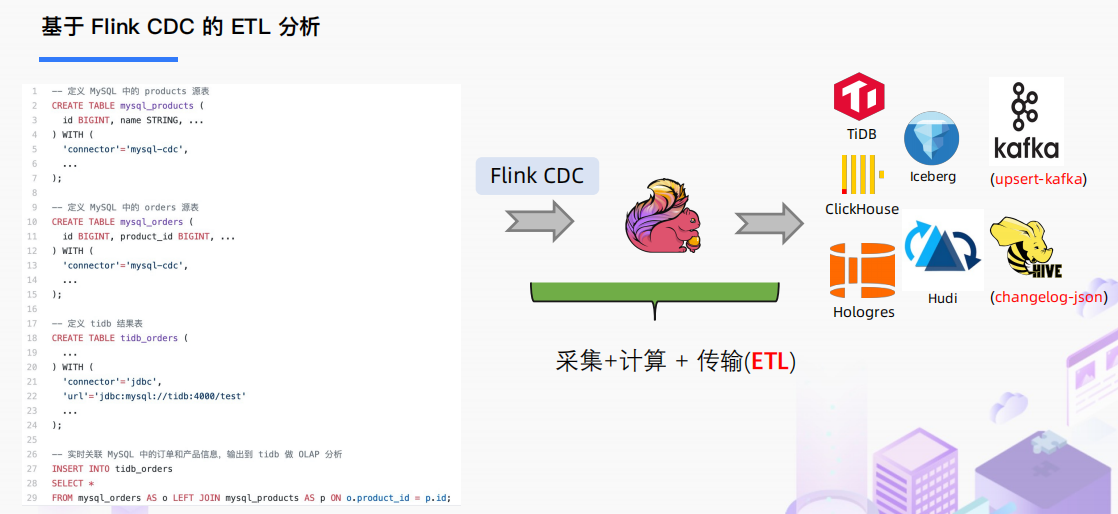 基于 Flink CDC 的 ETL 分析
1 -- 定义 MySQL 中的 products 源表
2 CREATE TABLE mysql_products (
3 id BIGINT, name STRING, ...
4 ) WITH (
5 'connector'='mysql-cdc',
6 ...
7 );
8
9 -- 定义 MySQL 中的 orders 源表
10 CREATE TABLE mysql_orders (
11 id BIGINT, product_id BIGINT, ...
12 ) WITH (
13 'connector'='mysql-cdc',
14 ...
15 );
16
17 -- 定义 tidb 结果表
18 CREATE TABLE tidb_orders (
19 ...
20 ) WITH (
21 'connector'='jdbc',
22 'url'='jdbc:mysql://tidb:4000/test'
23 ...
24 );
25
26 -- 实时关联 MySQL 中的订单和产品信息，输出到 tidb 做 OLAP 分析
27 INSERT INTO tidb_orders
28 SELECT *
29 FROM mysql_orders AS o LEFT JOIN mysql_products AS p ON o.product_id = p.id;
Flink CDC
采集+计算 + 传输(ETL)
TiDB
Iceberg
kafka
(upsert-kafka)
ClickHouse
Hologres
Hudi
HIVE
(changelog-json)